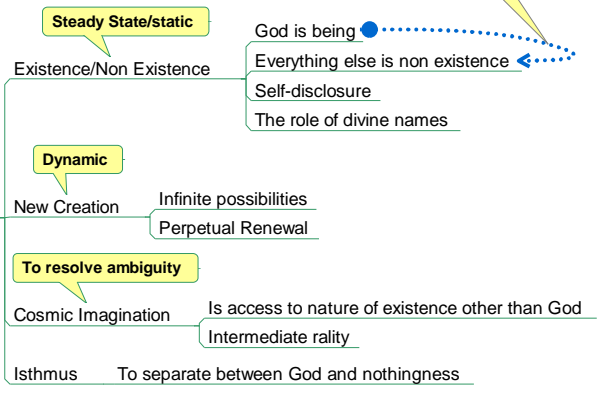 Steady State/static
Existence/Non Existence
God is being
Everything else is non existence
Self-disclosure
The role of divine names
Dynamic
New Creation
Infinite possibilities
Perpetual Renewal
To resolve ambiguity
Cosmic Imagination
Is access to nature of existence other than God
Intermediate rality
Isthmus
To separate between God and nothingness